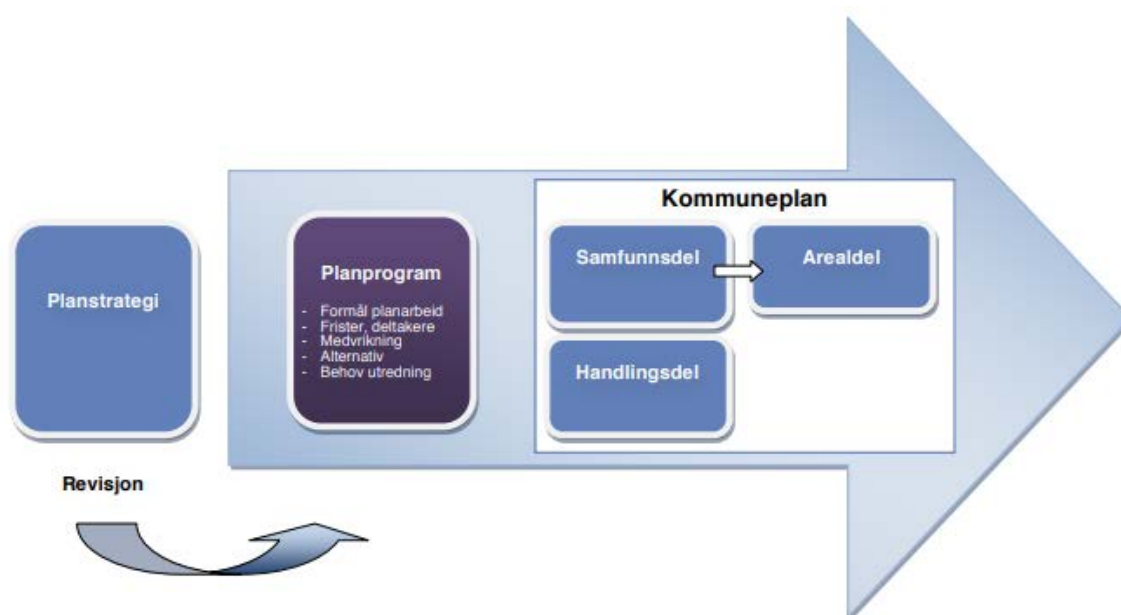 Planstrategi
Planprogram
- Formål planarbeid
- Frister, deltakere
- Medvrikning
- Alternativ
- Behov utredning
Kommuneplan
Samfunnsdel
Arealdel
Handlingsdel
Revisjon